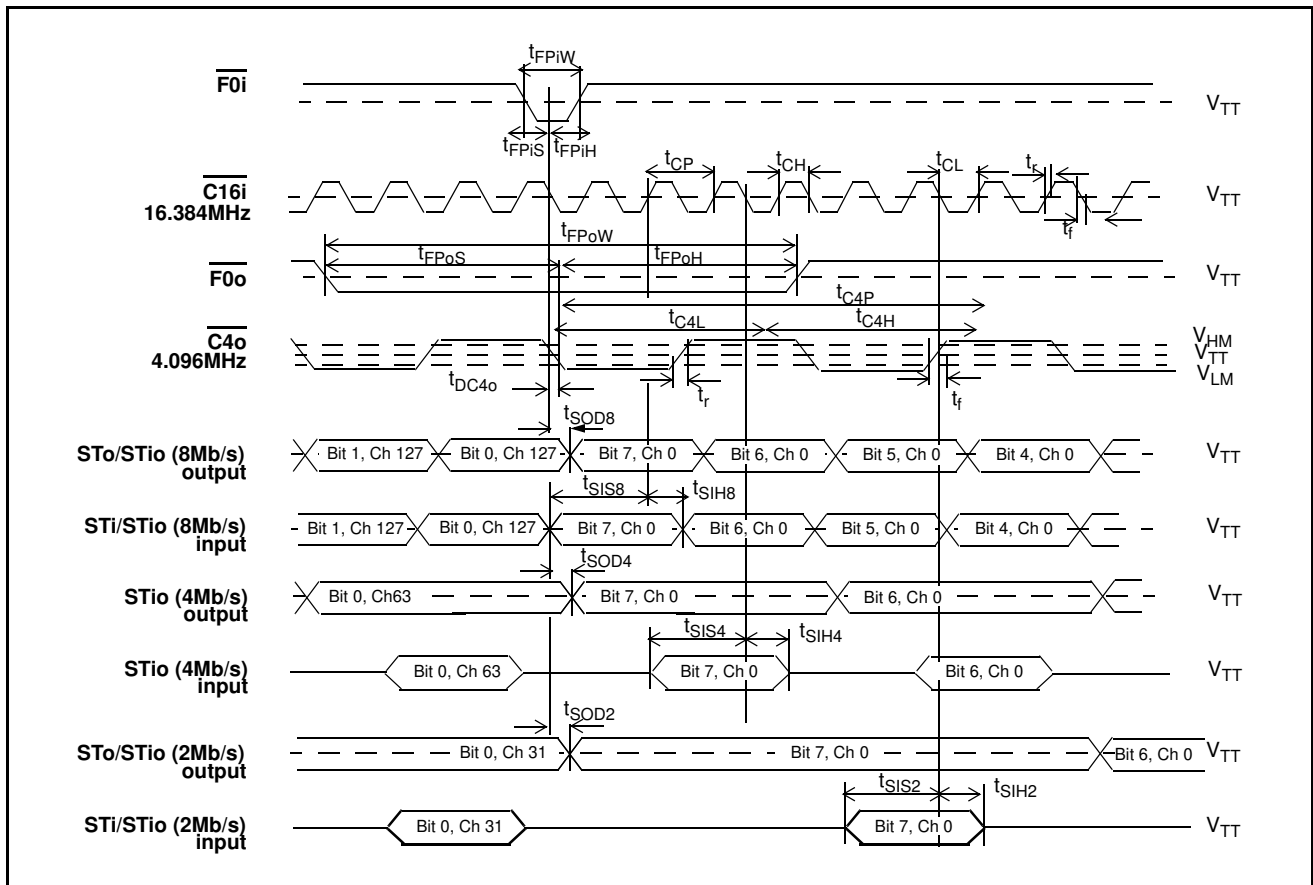 tFPiW
F0i
VTT
tFPiS tFPiH
tCP tCH tCL tr
C16i
16.384MHz
VTT
tf
tFPoW
tFPoS tFPoH
F0o
VTT
tC4P
tC4L tC4H
C4o
4.096MHz
VHM
VTT
VLM
tDC4o
tr
tf
tSOD8
STo/STio (8Mb/s)
output
Bit 1, Ch 127 Bit 0, Ch 127 Bit 7, Ch 0 Bit 6, Ch 0 Bit 5, Ch 0 Bit 4, Ch 0
VTT
tSIS8 tSIH8
STi/STio (8Mb/s)
input
Bit 1, Ch 127 Bit 0, Ch 127 Bit 7, Ch 0 Bit 6, Ch 0 Bit 5, Ch 0 Bit 4, Ch 0
VTT
tSOD4
STio (4Mb/s)
output
Bit 0, Ch63 Bit 7, Ch 0 Bit 6, Ch 0
VTT
tSIS4 tSIH4
STio (4Mb/s)
input
Bit 0, Ch 63 Bit 7, Ch 0 Bit 6, Ch 0
VTT
tSOD2
STo/STio (2Mb/s)
output
Bit 0, Ch 31 Bit 7, Ch 0 Bit 6, Ch 0
VTT
tSIS2 tSIH2
STi/STio (2Mb/s)
input
Bit 0, Ch 31 Bit 7, Ch 0
VTT